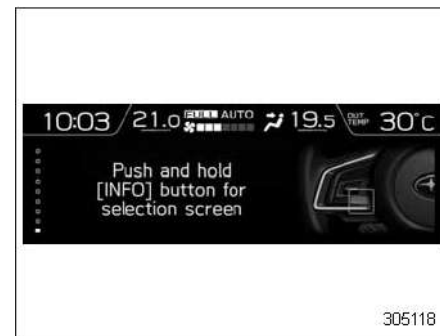 10:03 21.0 FULL AUTO 19.5 OUT TEMP 30°C
Push and hold
[INFO] button for
selection screen
305118